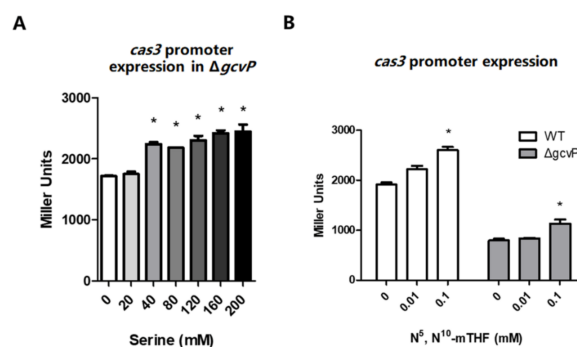 A
cas3 promoter
expression in ΔgcvP
3000
2000
1000
0
Miller Units
0
20
40
80
120
160
200
*
*
*
*
*
Serine (mM)
B
cas3 promoter expression
3000
2000
1000
0
Miller Units
WT
ΔgcvP
*
*
0
0.01
0.1
0
0.01
0.1
N⁵, N¹⁰-mTHF (mM)